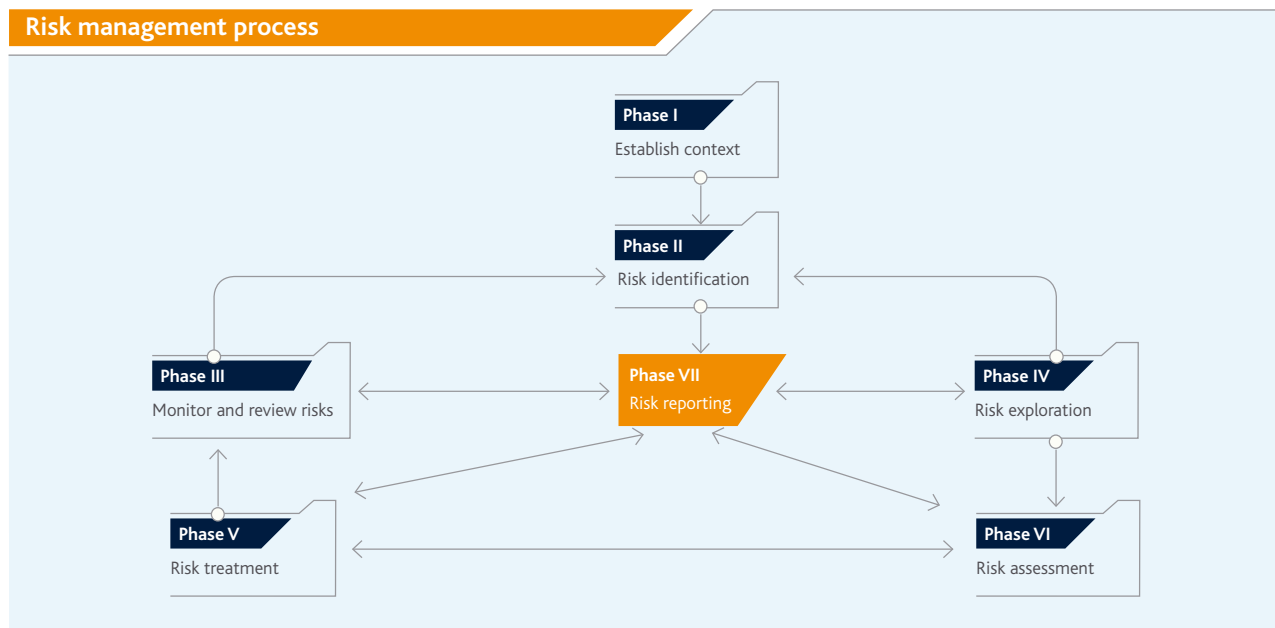 Risk management process
Phase I
Establish context
Phase II
Risk identification
Phase III
Monitor and review risks
Phase VII
Risk reporting
Phase IV
Risk exploration
Phase V
Risk treatment
Phase VI
Risk assessment